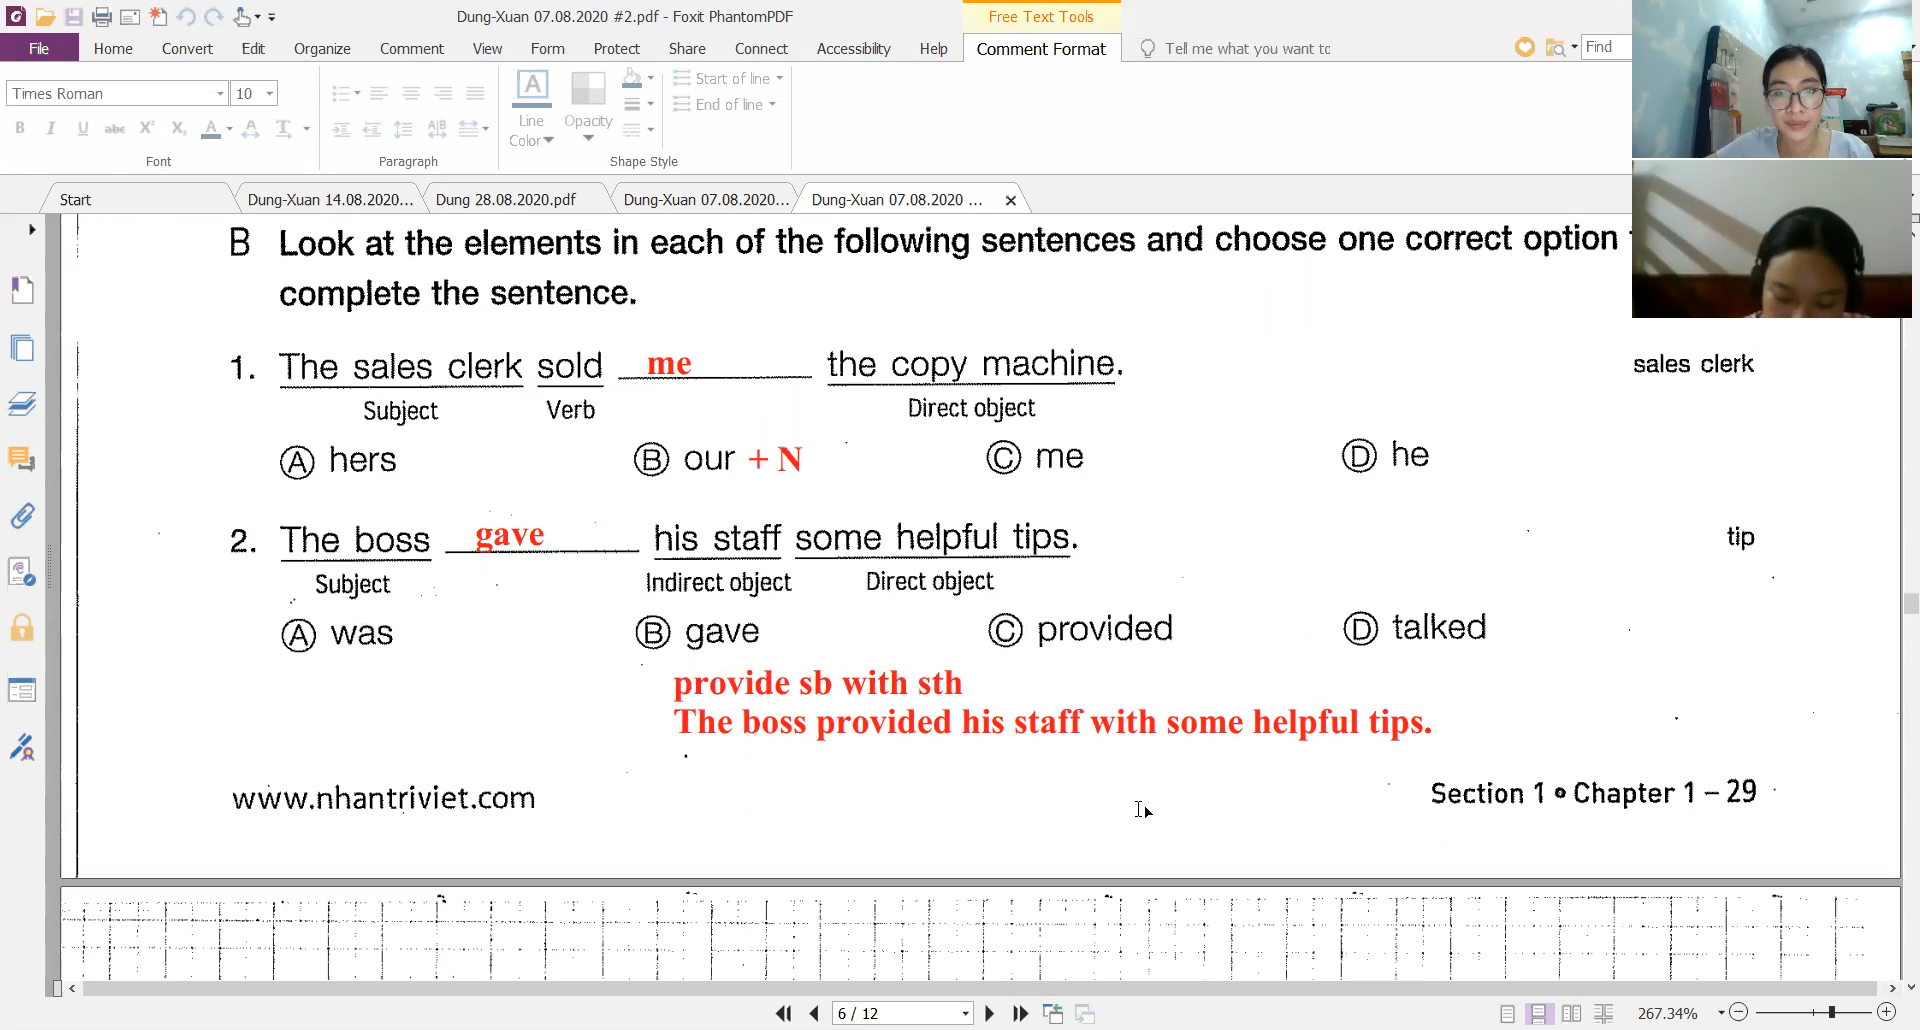 Dung-Xuan 07.08.2020 #2.pdf - Foxit PhantomPDF
Free Text Tools
File Home Convert Edit Organize Comment View Form Protect Share Connect Accessibility Help Comment Format Tell me what you want to Find
Times Roman 10
Start of line
End of line
Line Color
Opacity
Font Paragraph Shape Style
Start Dung-Xuan 14.08.2020... Dung 28.08.2020.pdf Dung-Xuan 07.08.2020... Dung-Xuan 07.08.2020 ...
B Look at the elements in each of the following sentences and choose one correct option
complete the sentence.
1. The sales clerk sold me the copy machine. sales clerk
Subject Verb Direct object
A hers B our + N C me D he
2. The boss gave his staff some helpful tips. tip
Subject Indirect object Direct object
A was B gave C provided D talked
provide sb with sth
The boss provided his staff with some helpful tips.
www.nhantriviet.com Section 1 • Chapter 1 – 29
6 / 12 267.34%